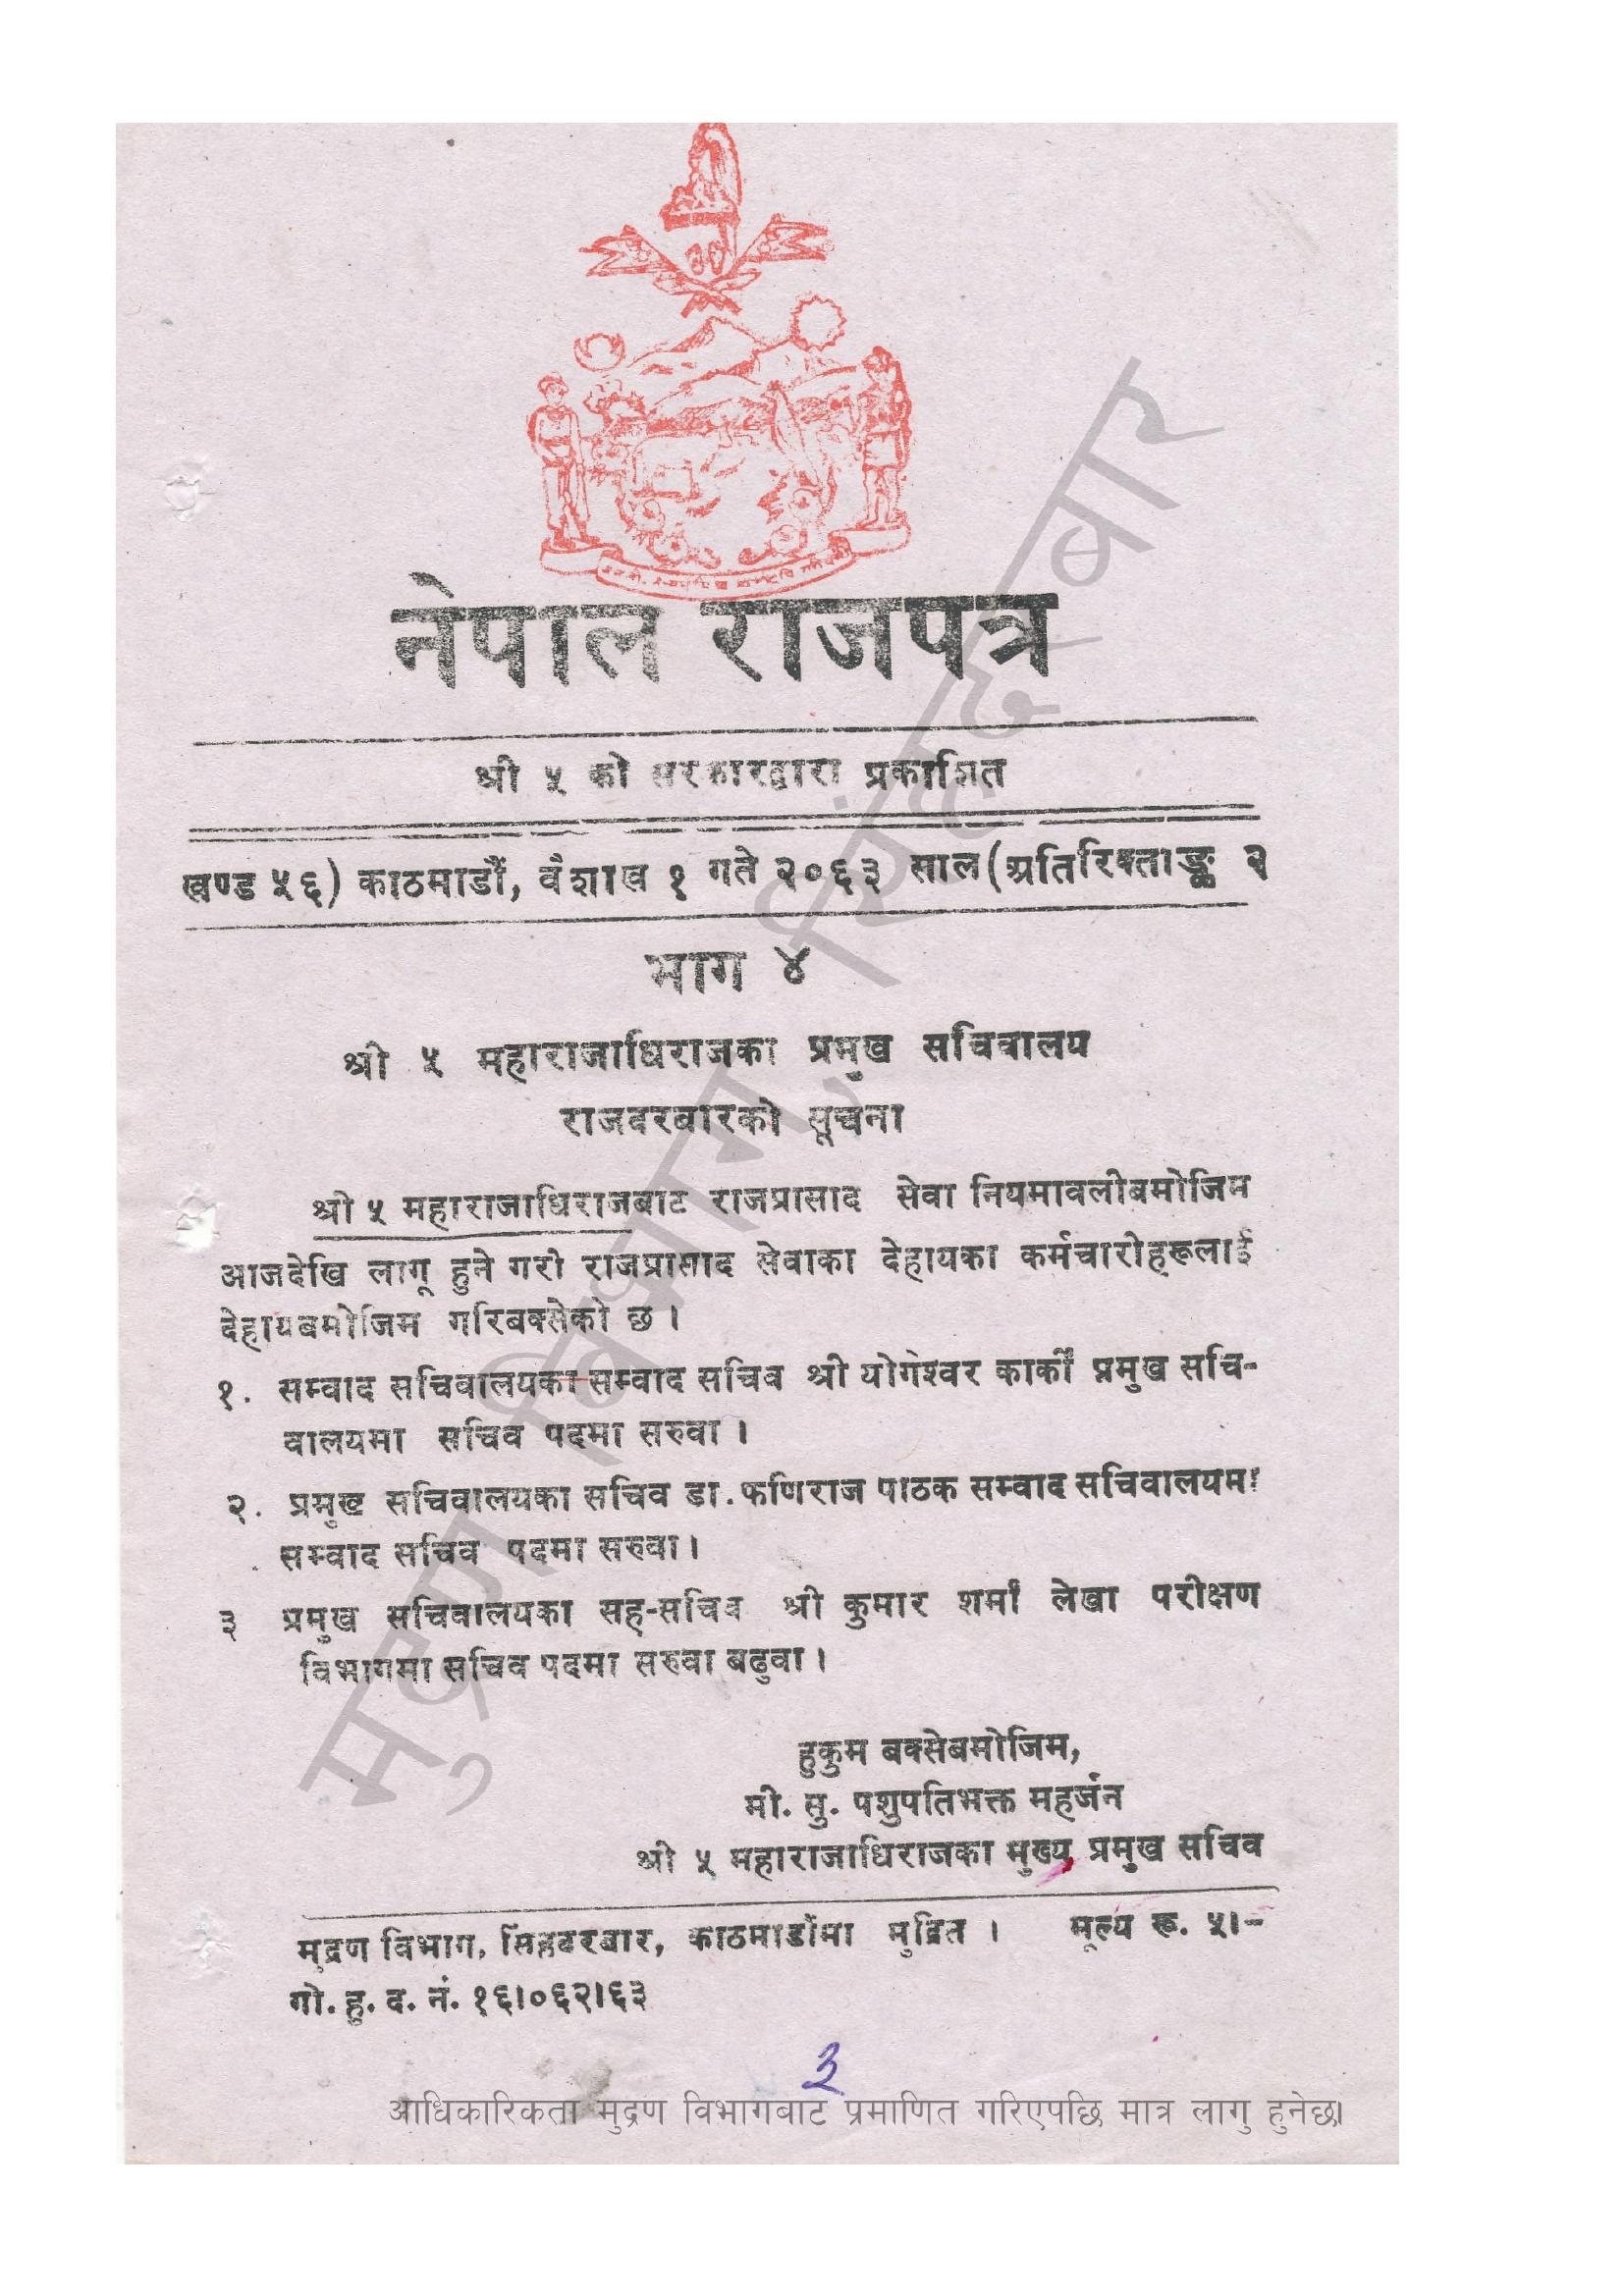 नेपाल राजपत्र
श्री ५ को सरकारद्वारा प्रकाशित
खण्ड ५६) काठमाडौं, वैशाख १ गते २०६३ साल (अतिरिक्ताङ्क २
भाग ४
श्री ५ महाराजाधिराजका प्रमुख सचिवालय
राजदरबारको सूचना
श्री ५ महाराजाधिराजबाट राजप्रासाद सेवा नियमावलीबमोजिम
आजदेखि लागू हुने गरी राजप्रासाद सेवाका देहायका कर्मचारीहरूलाई
देहायबमोजिम गरिबक्सेको छ ।
१. सम्वाद सचिवालयका सम्वाद सचिव श्री योगेश्वर कार्की प्रमुख सचि-
वालयमा सचिव पदमा सरुवा ।
२. प्रमुख सचिवालयका सचिव डा. फणिराज पाठक सम्वाद सचिवालयमा
सम्वाद सचिव पदमा सरुवा ।
३ प्रमुख सचिवालयका सह-सचिव श्री कुमार शर्मा लेखा परीक्षण
विभागमा सचिव पदमा सरुवा बढुवा ।
हुकुम बक्सेबमोजिम,
मी. सु. पशुपतिभक्त महर्जन
श्री ५ महाराजाधिराजका मुख्य प्रमुख सचिव
मुद्रण विभाग, सिंहदरबार, काठमाडौंमा मुद्रित । मूल्य रू. ५।-
गो. हु. द. नं. १६।०६२।६३
३
आधिकारिकता मुद्रण विभागबाट प्रमाणित गरिएपछि मात्र लागु हुनेछ।
मुद्रण विभाग, सिंहदरबार